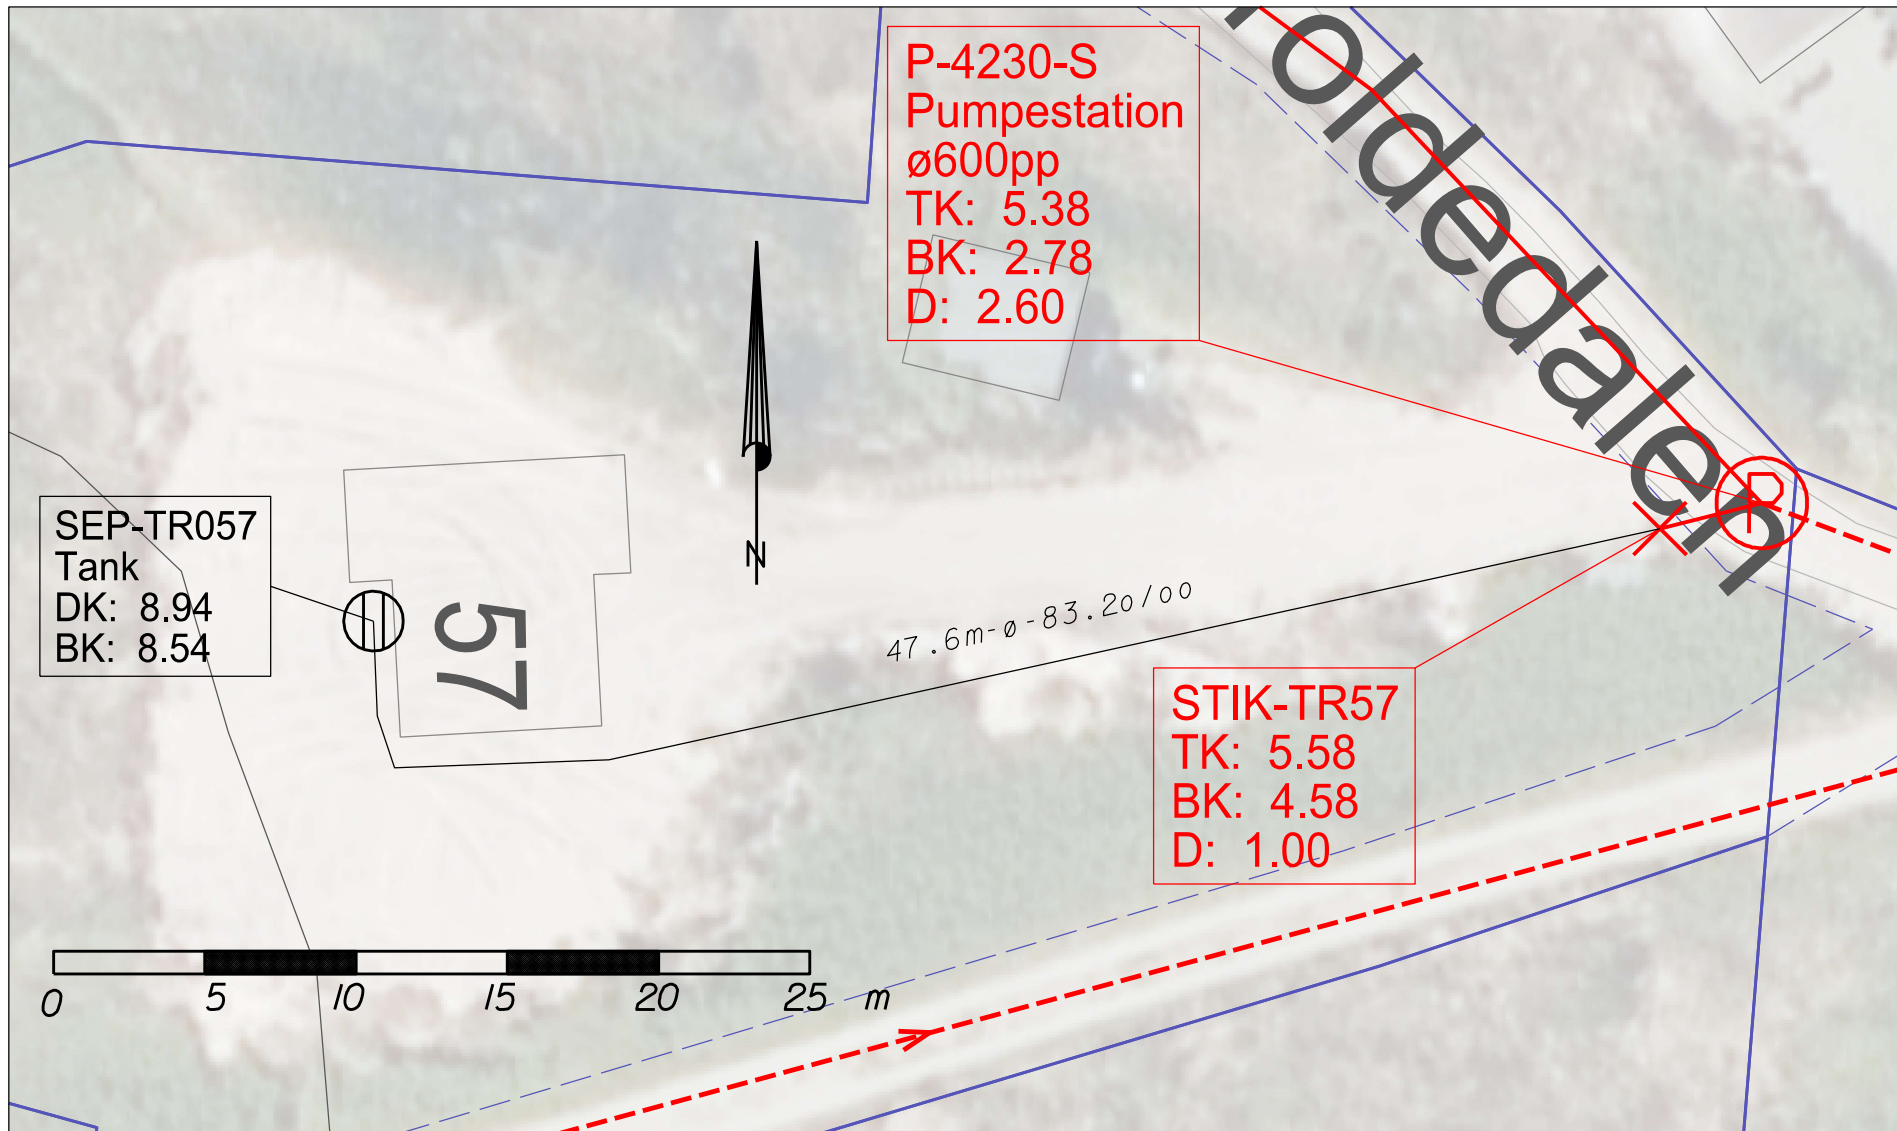 P-4230-S
Pumpestation
ø600pp
TK: 5.38
BK: 2.78
D: 2.60
oldedalen
P
SEP-TR057
Tank
DK: 8.94
BK: 8.54
57
N
47.6m-ø-83.2o/oo
STIK-TR57
TK: 5.58
BK: 4.58
D: 1.00
0 5 10 15 20 25 m